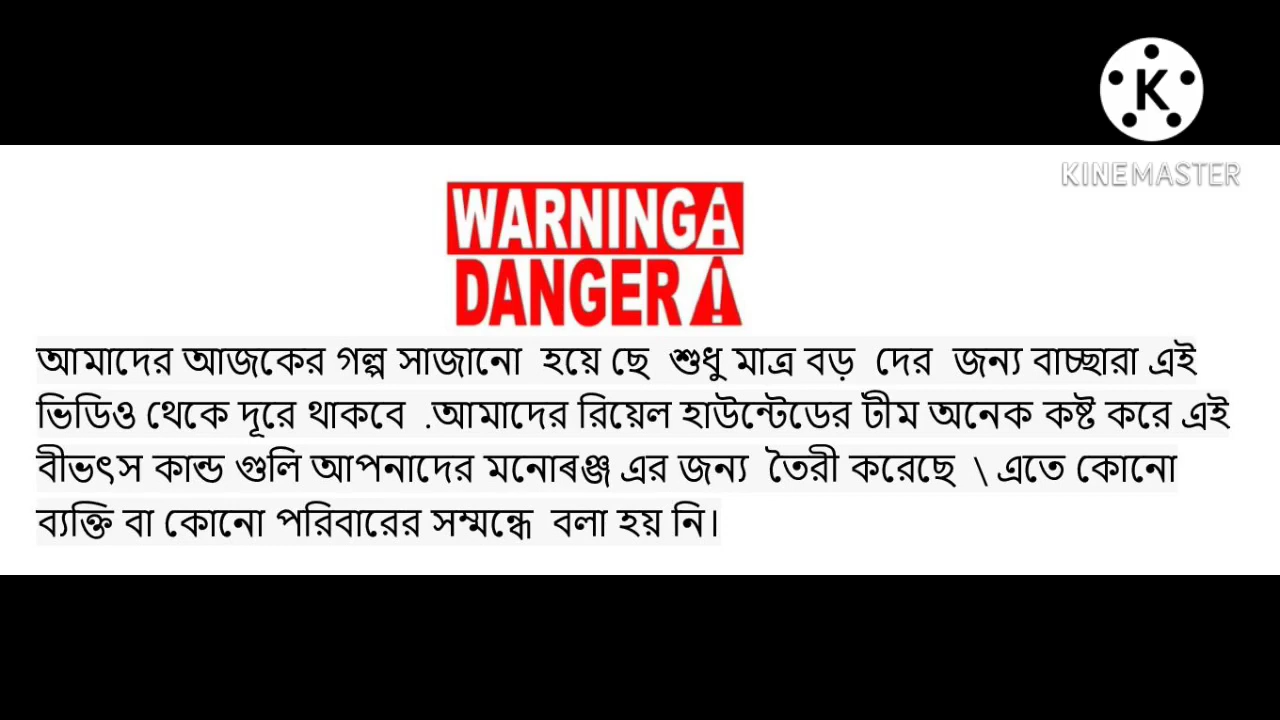 K
KINEMASTER
WARNING
DANGER
আমাদের আজকের গল্প সাজানো হয়ে ছে শুধু মাত্র বড় দের জন্য বাচ্ছারা এই
ভিডিও থেকে দূরে থাকবে .আমাদের রিয়েল হাউন্টেডের টীম অনেক কষ্ট করে এই
বীভৎস কান্ড গুলি আপনাদের মনোৰঞ্জ এর জন্য তৈরী করেছে \ এতে কোনো
ব্যক্তি বা কোনো পরিবারের সম্মন্ধে বলা হয় নি।